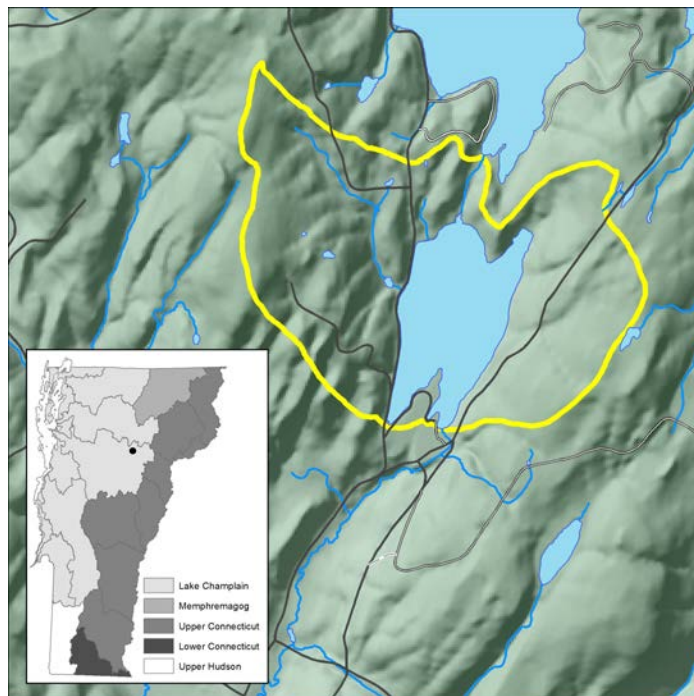 Lake Champlain
Memphremagog
Upper Connecticut
Lower Connecticut
Upper Hudson